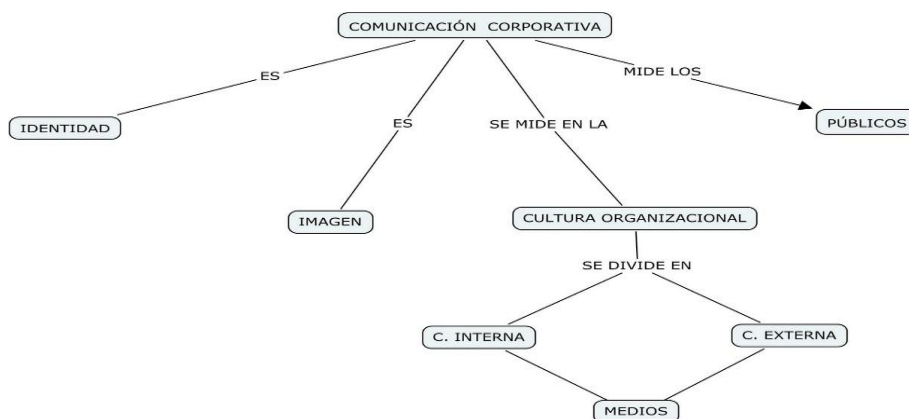 COMUNICACIÓN CORPORATIVA
ES
MIDE LOS
IDENTIDAD
ES
SE MIDE EN LA
PÚBLICOS
IMAGEN
CULTURA ORGANIZACIONAL
SE DIVIDE EN
C. INTERNA
C. EXTERNA
MEDIOS